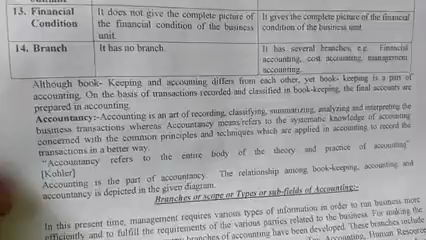 13. Financial Condition
It does not give the complete picture of the financial condition of the business unit.
It gives the complete picture of the financial condition of the business unit
14. Branch
It has no branch.
It has several branches, e.g. Financial accounting, cost accounting, management accounting.
Although book- Keeping and accounting differs from each other, yet book- keeping is a part of
accounting. On the basis of transactions recorded and classified in book-keeping, the final accounts are
prepared in accounting.
Accountancy:-Accounting is an art of recording, classifying, summarizing, analyzing and interpreting the
business transactions whereas Accountancy means/refers to the systematic knowledge of accounting
concerned with the common principles and techniques which are applied in accounting to record the
transactions in a better way.
"Accountancy refers to the entire body of the theory and practice of accounting"
[Kohler]
Accounting is the part of accountancy. The relationship among book-keeping, accounting and
accountancy is depicted in the given diagram.
Branches or scope or Types or sub-fields of Accounting:-
In this present time, management requires various types of information in order to run business more
efficiently and to fulfill the requirements of the various parties related to the business. For making the
branches of accounting have been developed. These branches include
Accounting, Human Resource